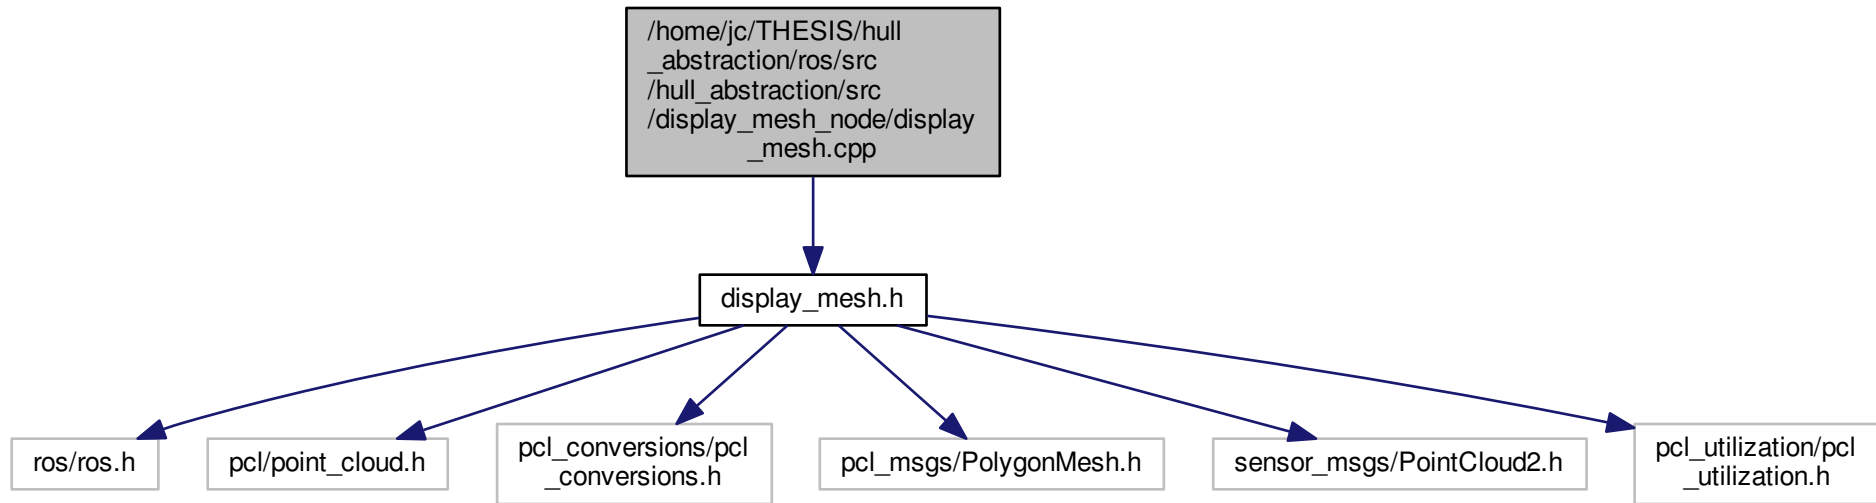 /home/jc/THESIS/hull
_abstraction/ros/src
/hull_abstraction/src
/display_mesh_node/display
_mesh.cpp
display_mesh.h
ros/ros.h
pcl/point_cloud.h
pcl_conversions/pcl
_conversions.h
pcl_msgs/PolygonMesh.h
sensor_msgs/PointCloud2.h
pcl_utilization/pcl
_utilization.h